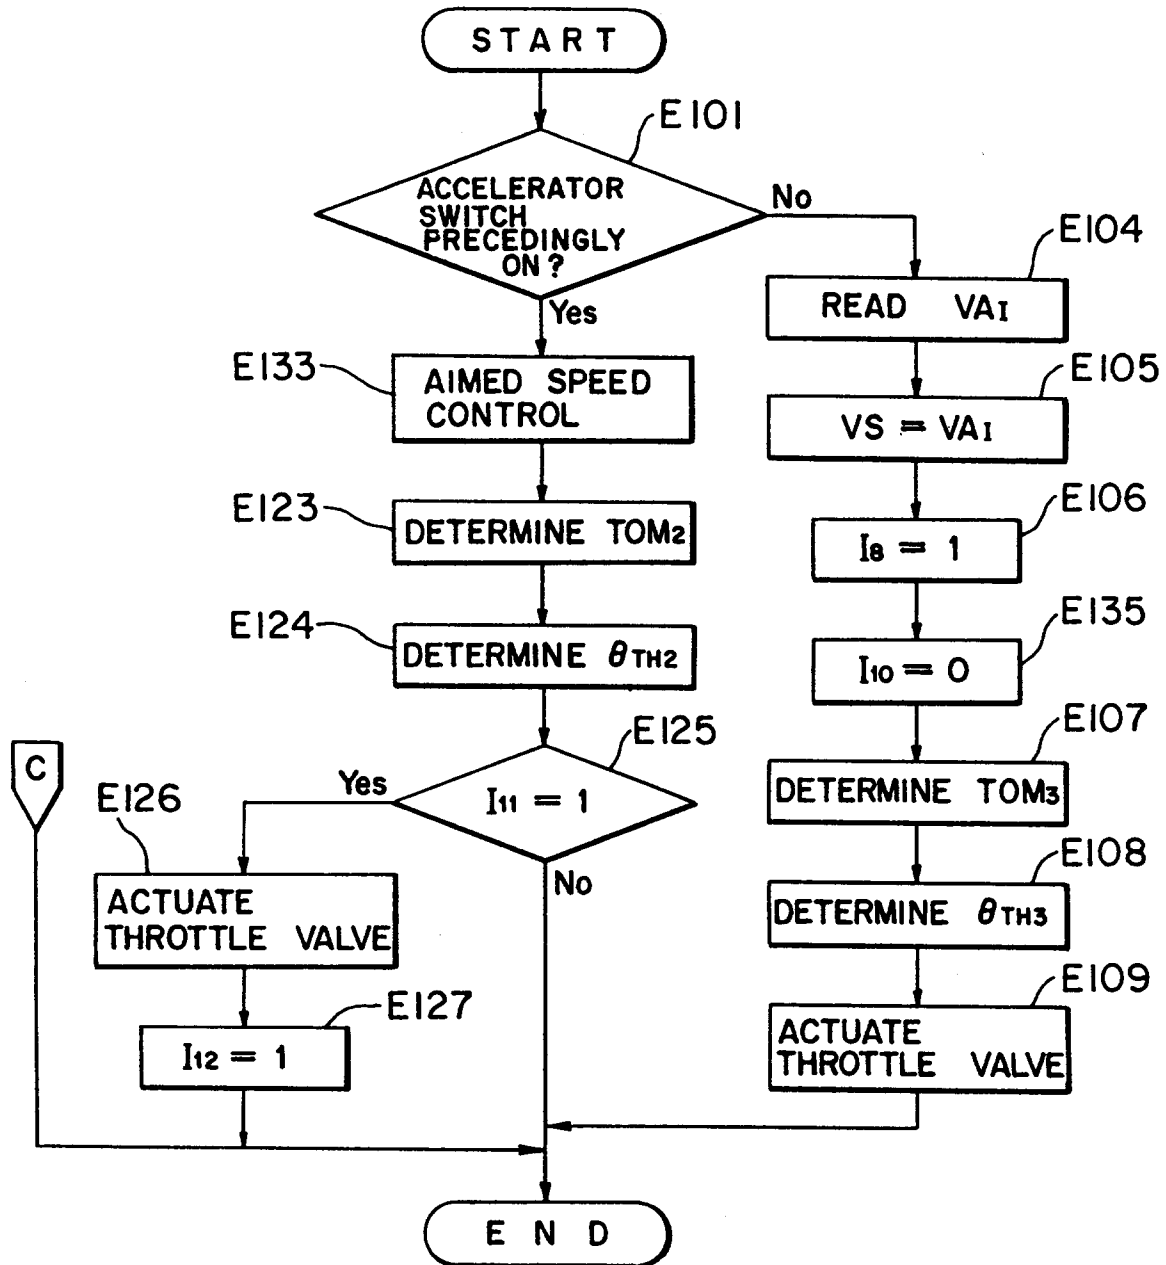 START
E101
ACCELERATOR
SWITCH
PRECEDINGLY
ON?
No
Yes
E104
READ VAI
E133
AIMED SPEED
CONTROL
E105
VS = VAI
E123
DETERMINE TOM2
E106
I8 = 1
E124
DETERMINE θTH2
E135
I10 = 0
E125
I11 = 1
Yes
No
E107
DETERMINE TOM3
C
E126
ACTUATE
THROTTLE VALVE
E108
DETERMINE θTH3
E127
I12 = 1
E109
ACTUATE
THROTTLE VALVE
END